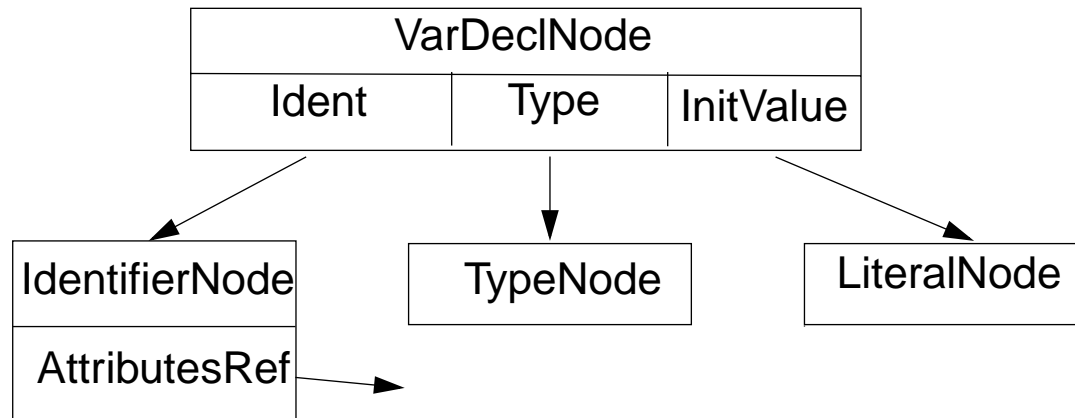 VarDeclNode
Ident Type InitValue
IdentifierNode TypeNode LiteralNode
AttributesRef